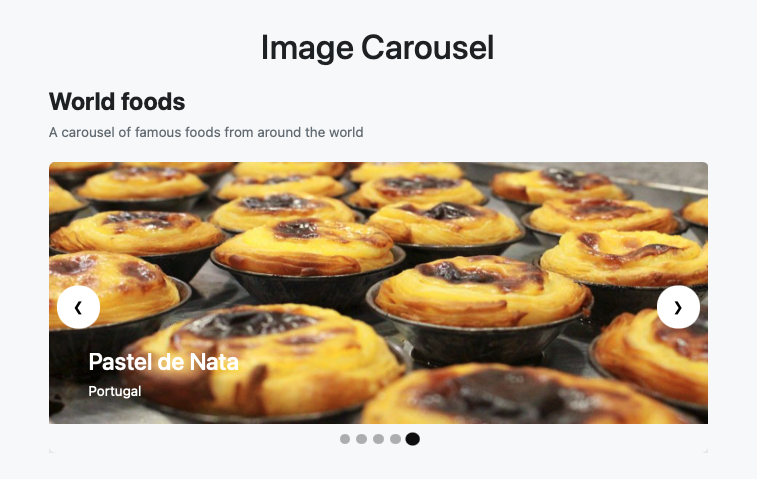 Image Carousel
World foods
A carousel of famous foods from around the world
❮
❯
Pastel de Nata
Portugal